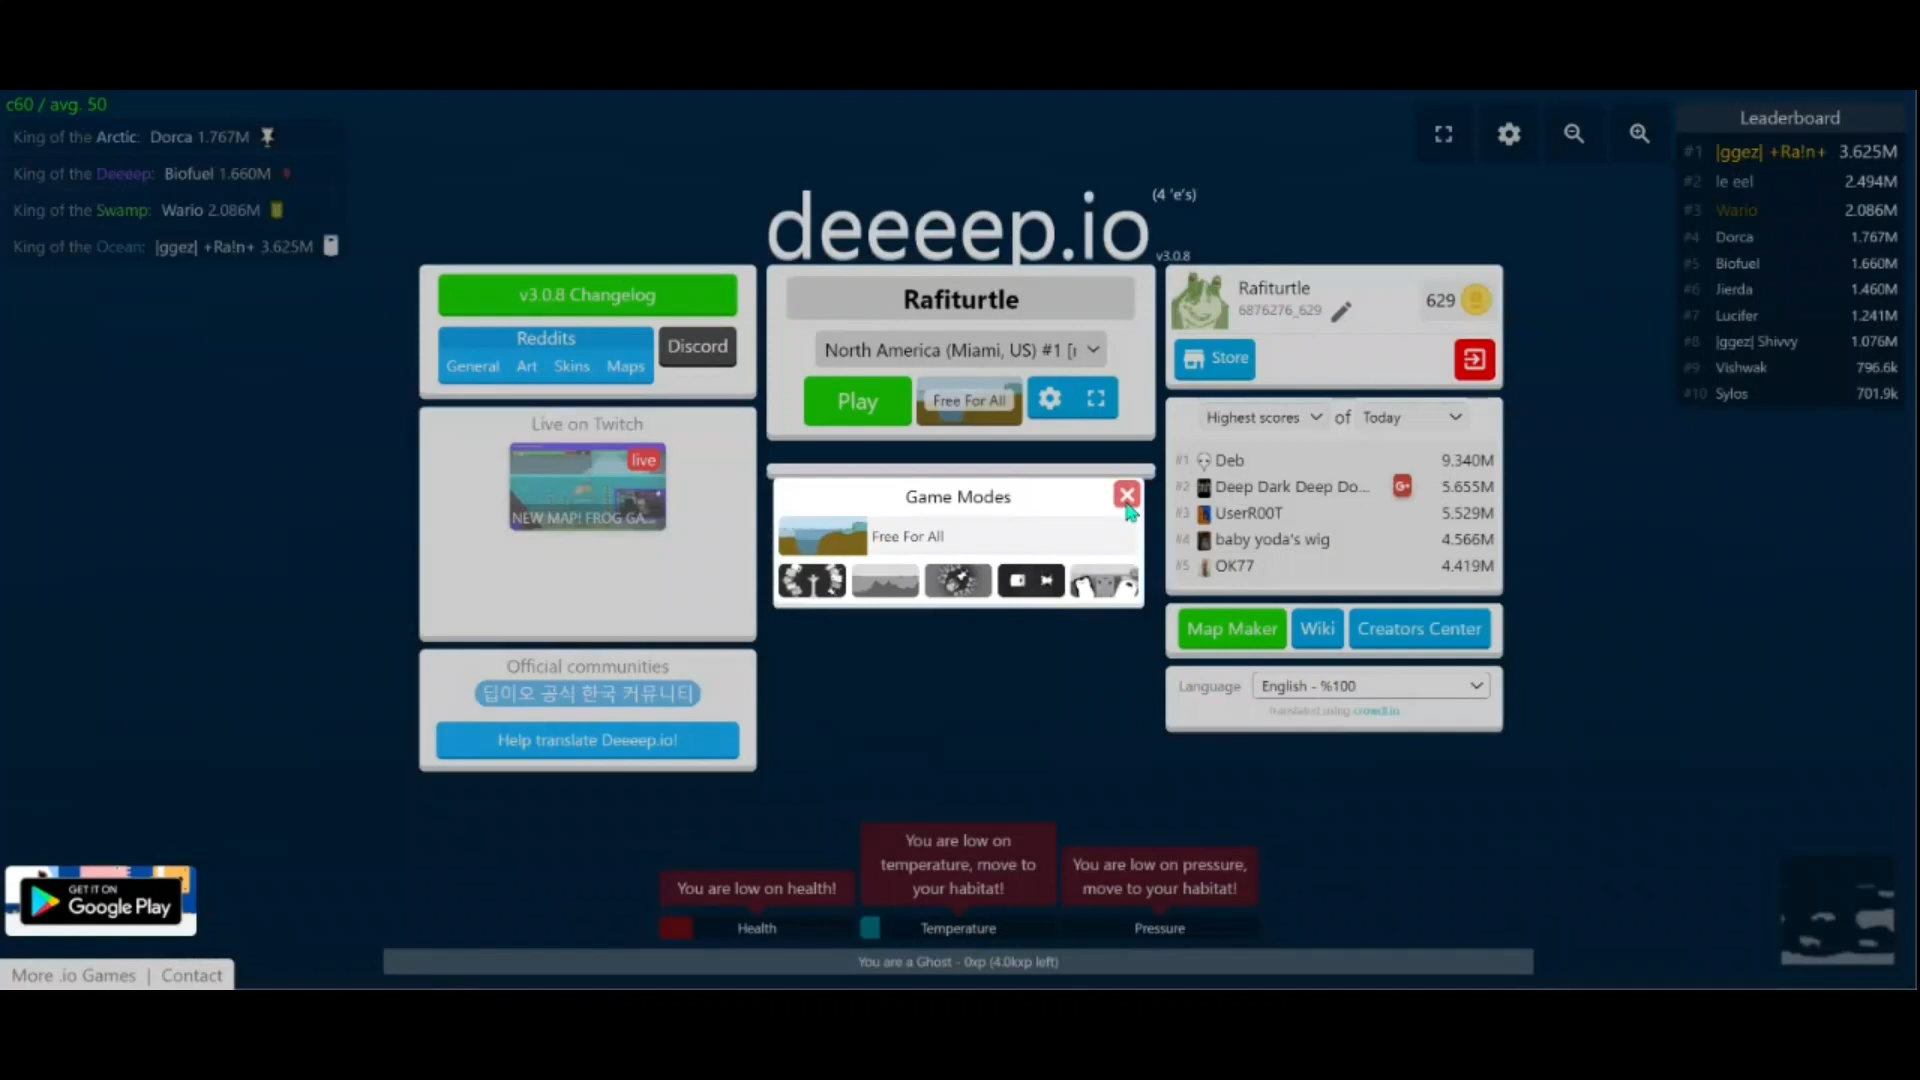 c60 / avg. 50
King of the Arctic: Dorca 1.767M
King of the Deeeep: Biofuel 1.660M
King of the Swamp: Wario 2.086M
King of the Ocean: |ggez| +Ra!n+ 3.625M
deeeep.io
(4 'e's)
v3.0.8
v3.0.8 Changelog
Reddits
General Art Skins Maps
Discord
Live on Twitch
live
NEW MAP! FROG GA...
Official communities
딥이오 공식 한국 커뮤니티
Help translate Deeeep.io!
Rafiturtle
North America (Miami, US) #1 [
Play
Free For All
Game Modes
Free For All
Rafiturtle
6876276_629
629
Store
Highest scores of Today
#1 Deb 9.340M
#2 Deep Dark Deep Do... G+ 5.655M
#3 UserR00T 5.529M
#4 baby yoda's wig 4.566M
#5 OK77 4.419M
Map Maker Wiki Creators Center
Language English - %100
translated using crowd.in
Leaderboard
#1 |ggez| +Ra!n+ 3.625M
#2 le eel 2.494M
#3 Wario 2.086M
#4 Dorca 1.767M
#5 Biofuel 1.660M
#6 Jierda 1.460M
#7 Lucifer 1.241M
#8 |ggez| Shivvy 1.076M
#9 Vishwak 796.6k
#10 Sylos 701.9k
You are low on health!
You are low on
temperature, move to
your habitat!
You are low on pressure,
move to your habitat!
Health
Temperature
Pressure
You are a Ghost - 0xp (4.0kxp left)
GET IT ON
Google Play
More .io Games | Contact